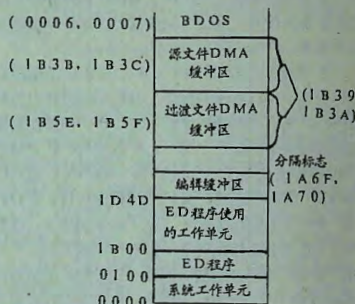 (0006, 0007)
BDOS
(1B3B, 1B3C)
源文件DMA
缓冲区
(1B39
1B3A)
(1B5E, 1B5F)
过渡文件DMA
缓冲区
分隔标志
(1A6F,
1A70)
编辑缓冲区
1D4D
ED程序使用
的工作单元
1B00
ED程序
0100
系统工作单元
0000